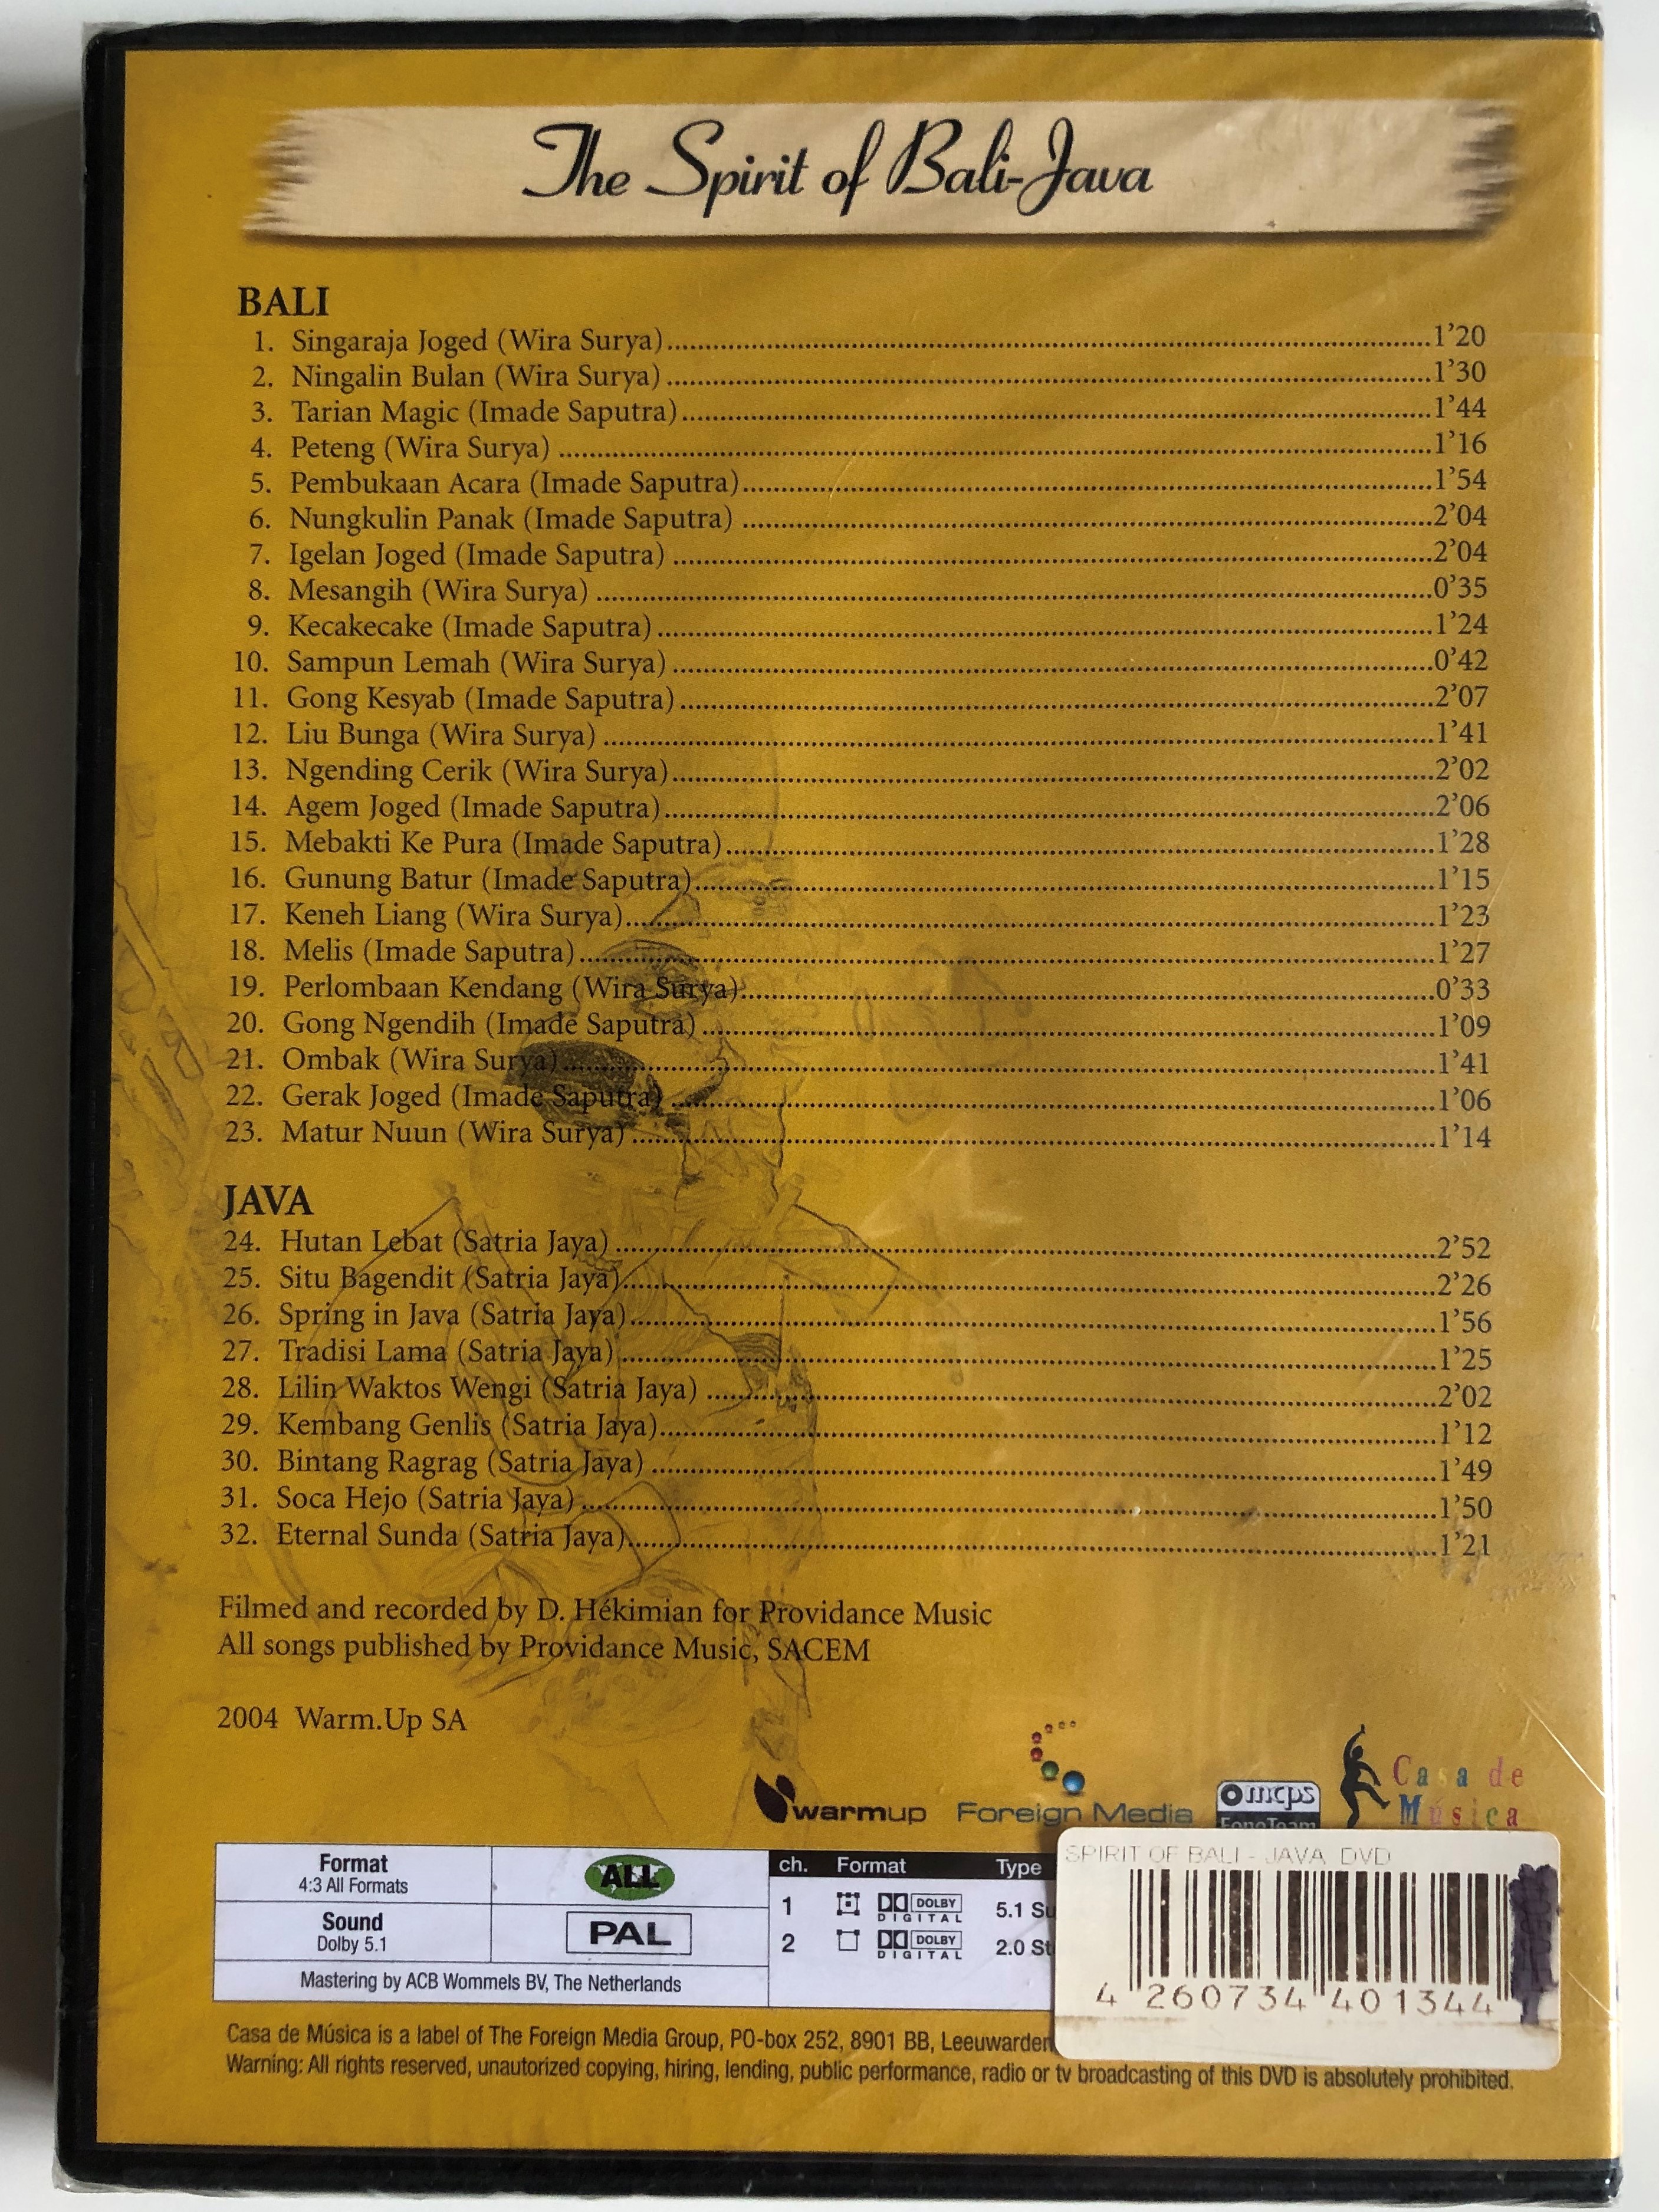 The Spirit of Bali-Java
BALI
1. Singaraja Joged (Wira Surya)..........1'20
2. Ningalin Bulan (Wira Surya)..........1'30
3. Tarian Magic (Imade Saputra)..........1'44
4. Peteng (Wira Surya)..........1'16
5. Pembukaan Acara (Imade Saputra)..........1'54
6. Nungkulin Panak (Imade Saputra)..........2'04
7. Igelan Joged (Imade Saputra)..........2'04
8. Mesangih (Wira Surya)..........0'35
9. Kecakecake (Imade Saputra)..........1'24
10. Sampun Lemah (Wira Surya)..........0'42
11. Gong Kesyab (Imade Saputra)..........2'07
12. Liu Bunga (Wira Surya)..........1'41
13. Ngending Cerik (Wira Surya)..........2'02
14. Agem Joged (Imade Saputra)..........2'06
15. Mebakti Ke Pura (Imade Saputra)..........1'28
16. Gunung Batur (Imade Saputra)..........1'15
17. Keneh Liang (Wira Surya)..........1'23
18. Melis (Imade Saputra)..........1'27
19. Perlombaan Kendang (Wira Surya)..........0'33
20. Gong Ngendih (Imade Saputra)..........1'09
21. Ombak (Wira Surya)..........1'41
22. Gerak Joged (Imade Saputra)..........1'06
23. Matur Nuun (Wira Surya)..........1'14
JAVA
24. Hutan Lebat (Satria Jaya)..........2'52
25. Situ Bagendit (Satria Jaya)..........2'26
26. Spring in Java (Satria Jaya)..........1'56
27. Tradisi Lama (Satria Jaya)..........1'25
28. Lilin Waktos Wengi (Satria Jaya)..........2'02
29. Kembang Genlis (Satria Jaya)..........1'12
30. Bintang Ragrag (Satria Jaya)..........1'49
31. Soca Hejo (Satria Jaya)..........1'50
32. Eternal Sunda (Satria Jaya)..........1'21
Filmed and recorded by D. Hékimian for Providance Music
All songs published by Providance Music, SACEM
2004 Warm.Up SA
warmup
Foreign Media
mcps
FonoTeam
Casa de
Música
Format
4:3 All Formats
ALL
Sound
Dolby 5.1
PAL
Mastering by ACB Wommels BV, The Netherlands
ch. Format Type
1 DOLBY DIGITAL 5.1 Su
2 DOLBY DIGITAL 2.0 St
SPIRIT OF BALI - JAVA DVD
4 260734 401344
Casa de Música is a label of The Foreign Media Group, PO-box 252, 8901 BB, Leeuwarden
Warning: All rights reserved, unautorized copying, hiring, lending, public performance, radio or tv broadcasting of this DVD is absolutely prohibited.